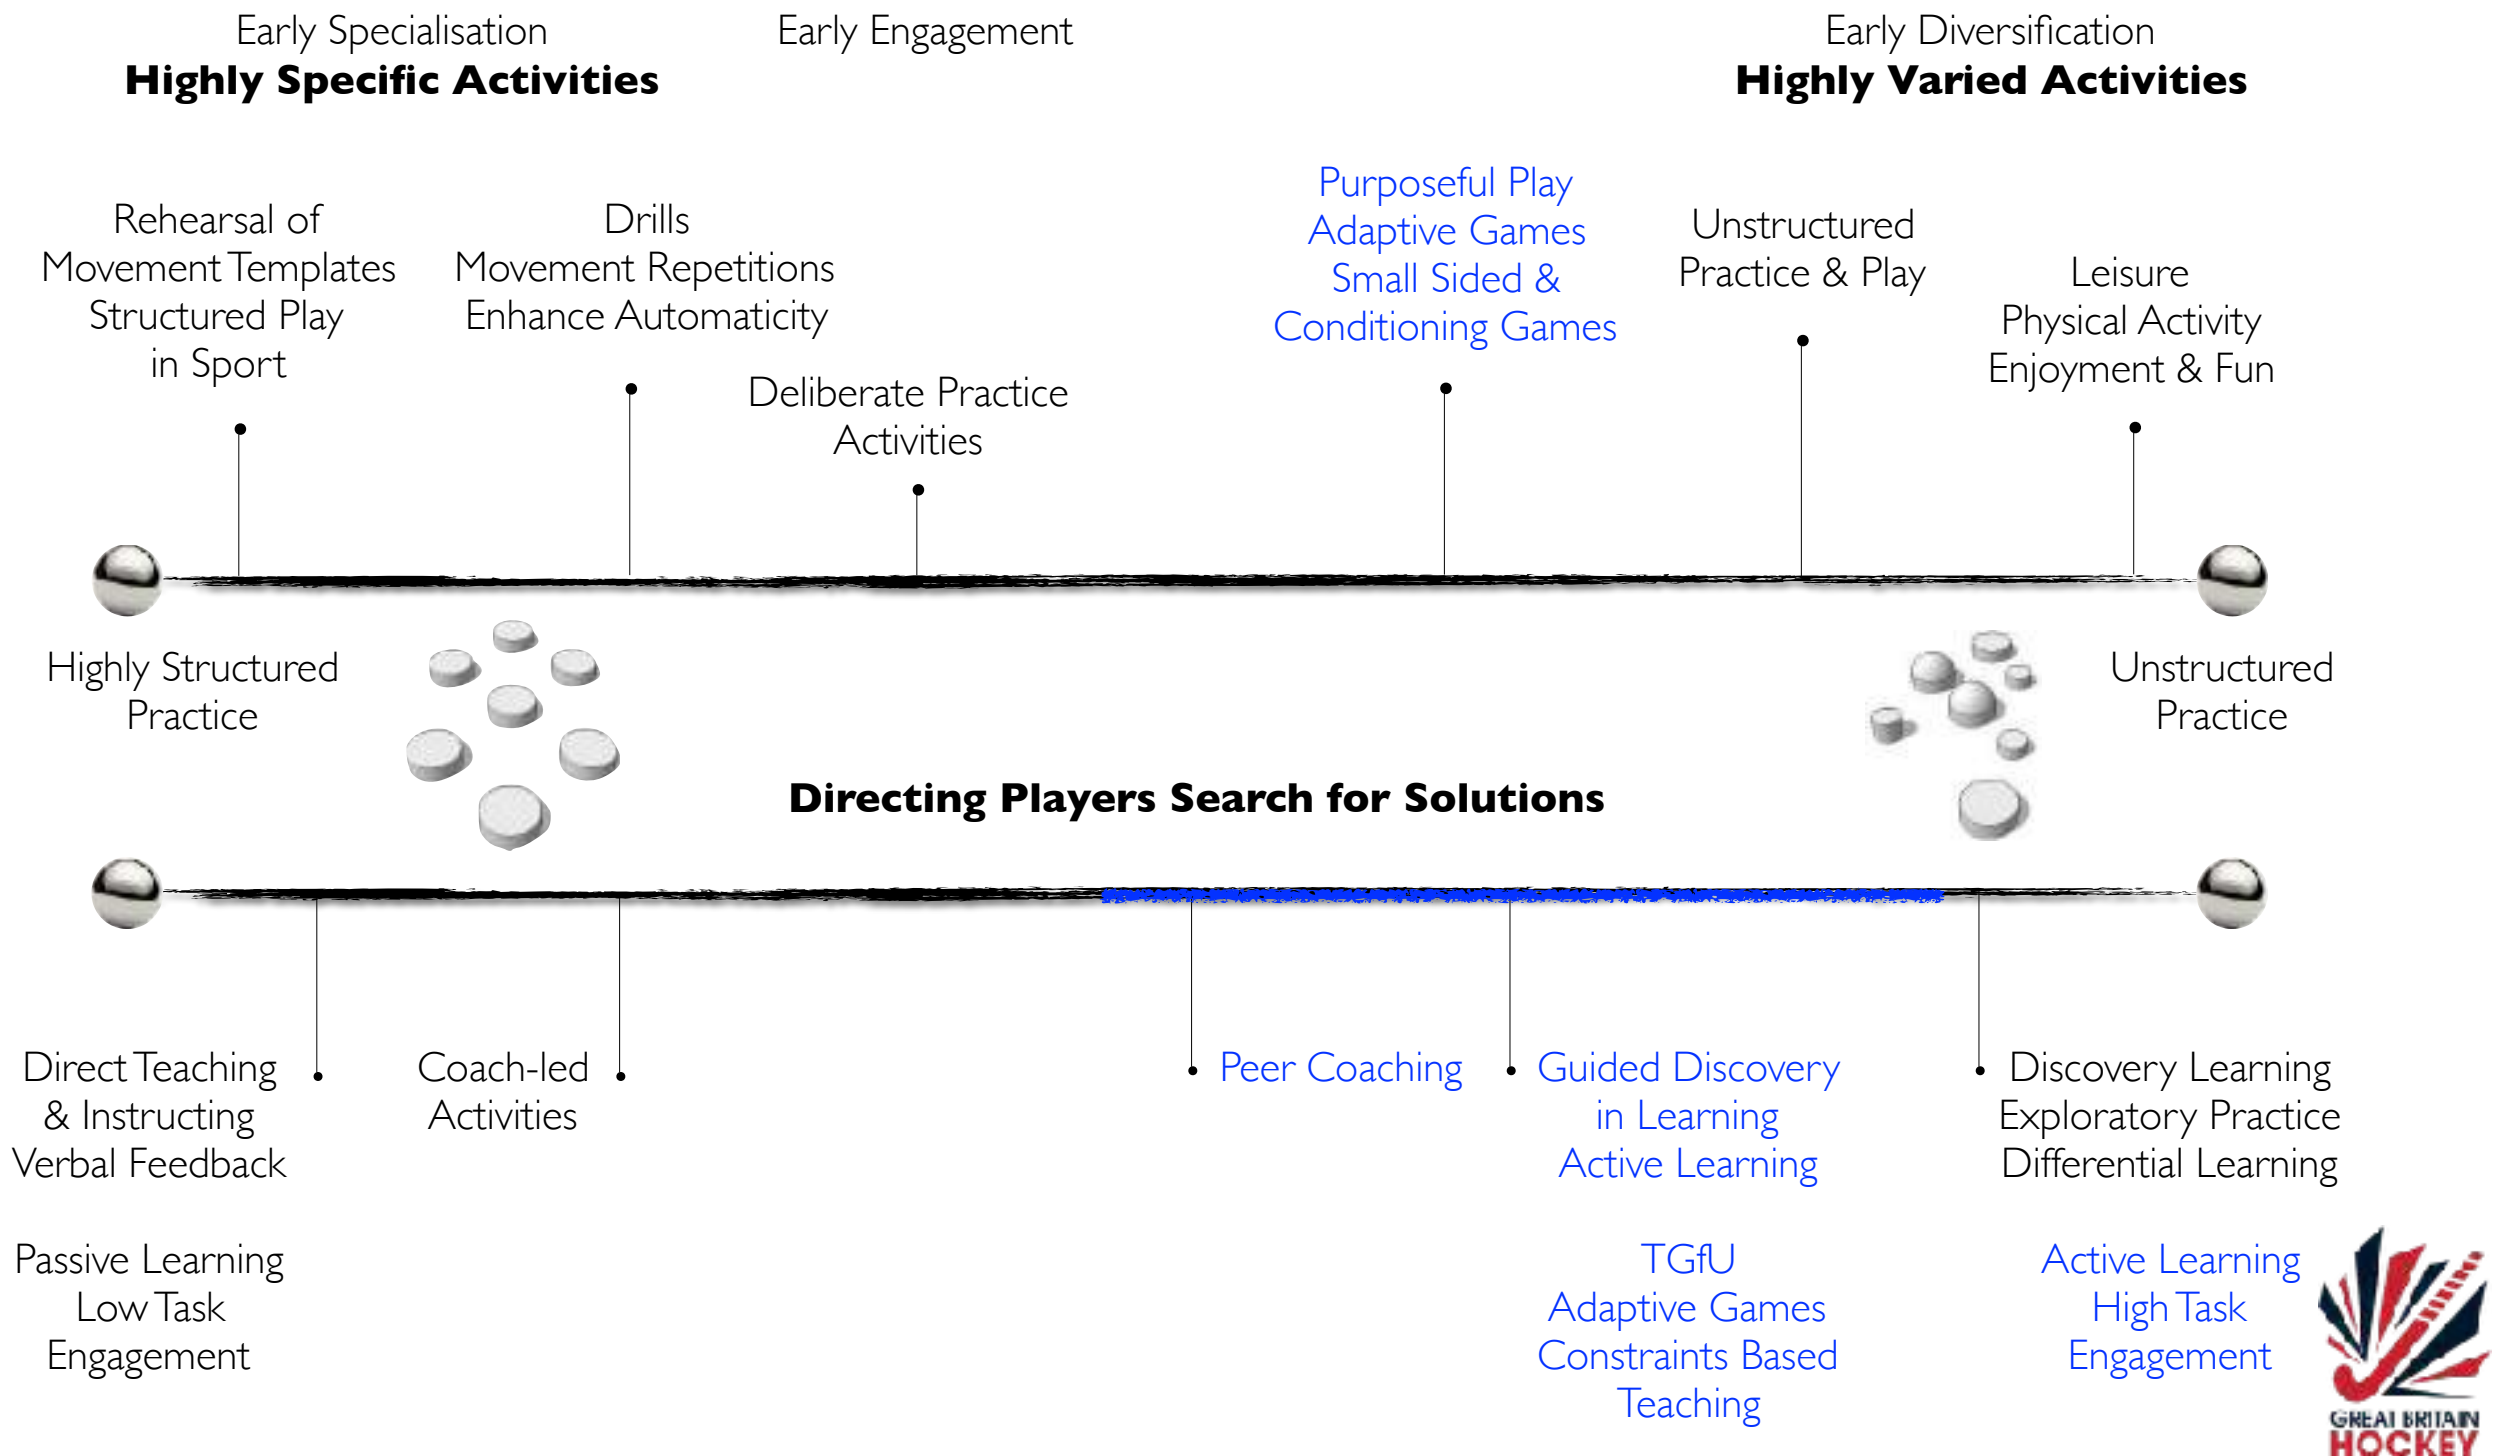 Early Specialisation
Highly Specific Activities
Early Engagement
Early Diversification
Highly Varied Activities
Rehearsal of
Movement Templates
Structured Play
in Sport
Drills
Movement Repetitions
Enhance Automaticity
Deliberate Practice
Activities
Purposeful Play
Adaptive Games
Small Sided &
Conditioning Games
Unstructured
Practice & Play
Leisure
Physical Activity
Enjoyment & Fun
Highly Structured
Practice
Unstructured
Practice
Directing Players Search for Solutions
Direct Teaching
& Instructing
Verbal Feedback
Coach-led
Activities
Peer Coaching
Guided Discovery
in Learning
Active Learning
Discovery Learning
Exploratory Practice
Differential Learning
Passive Learning
Low Task
Engagement
TGfU
Adaptive Games
Constraints Based
Teaching
Active Learning
High Task
Engagement
GREAT BRITAIN
HOCKEY